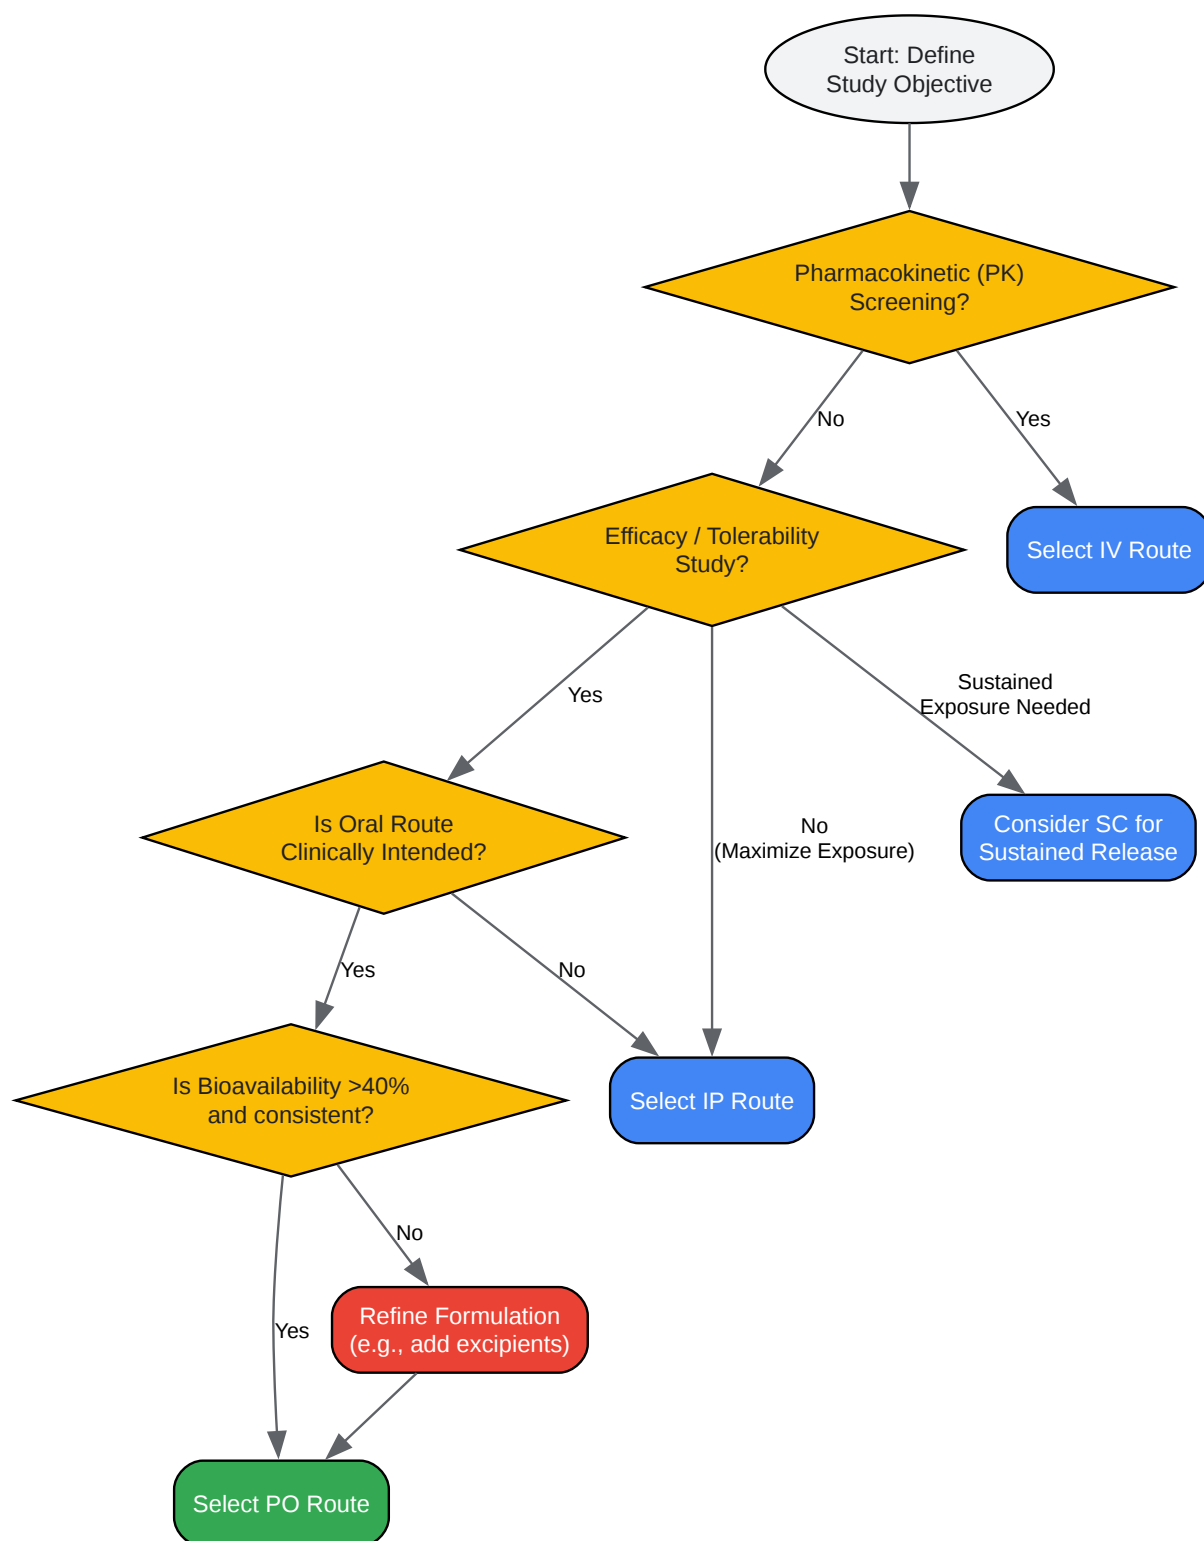 Start: Define
Study Objective
Pharmacokinetic (PK)
Screening?
No
Yes
Efficacy / Tolerability
Study?
Select IV Route
Yes
Sustained
Exposure Needed
No
(Maximize Exposure)
Is Oral Route
Clinically Intended?
Consider SC for
Sustained Release
Yes
No
Is Bioavailability >40%
and consistent?
Select IP Route
No
Yes
Refine Formulation
(e.g., add excipients)
Select PO Route